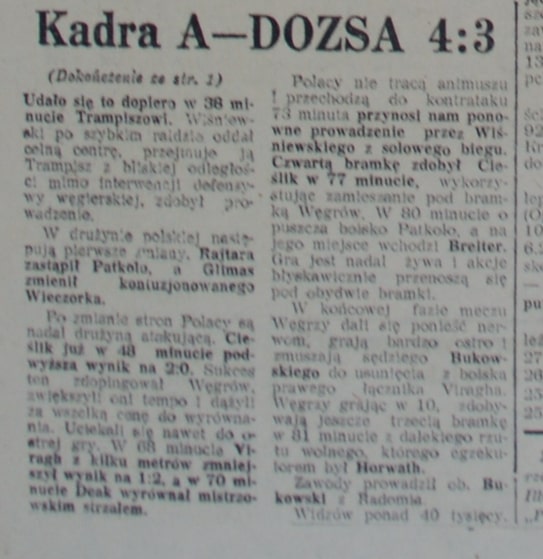 Kadra A—DOZSA 4:3
(Dokończenie ze str. 1)
Udało się to dopiero w 36 mi-
nucie Trampiszowi. Wiśniow-
ski po szybkim raidzie oddał
celną centrę, przejmuje ją
Trampisz z bliskiej odległoś-
ci mimo interwencji defensy-
wy węgierskiej, zdobył pro-
wadzenie.
W drużynie polskiej nastę-
pują pierwsze zmiany. Rajtara
zastąpił Patkolo, a Glimas
zmienił kontuzjonowanego
Wieczorka.
Po zmianie stron Polacy są
nadal drużyną atakującą. Cie-
ślik już w 48 minucie pod-
wyższa wynik na 2:0. Sukces
ten zdopingował Węgrów,
zwiększyli oni tempo i dążyli
za wszelką cenę do wyrówna-
nia. Uciekali się nawet do o-
strej gry. W 68 minucie Vi-
ragh z kilku metrów zmniej-
szył wynik na 1:2, a w 70 mi-
nucie Deak wyrównał mistrzo-
wskim strzałem.
Polacy nie tracą animuszu
i przechodzą do kontrataku
73 minuta przynosi nam pono-
wne prowadzenie przez Wiś-
niewskiego z solowego biegu.
Czwartą bramkę zdobył Cie-
ślik w 77 minucie, wykorzy-
stując zamieszanie pod bram-
ką Węgrów. W 80 minucie o
puszcza boisko Patkolo, a na
jego miejsce wchodzi Breiter.
Gra jest nadal żywa i akcje
błyskawicznie przenoszą się
pod obydwie bramki.
W końcowej fazie meczu
Węgrzy dali się ponieść ner-
wom, grają bardzo ostro i
zmuszają sędziego Bukow-
skiego do usunięcia z boiska
prawego łącznika Viragha.
Węgrzy grając w 10, zdoby-
wają jeszcze trzecią bramkę
w 81 minucie z dalekiego rzu-
tu wolnego, którego egzeku-
torem był Horwath.
Zawody prowadził ob. Bu-
kowski z Radomia.
Widzów ponad 40 tysięcy.